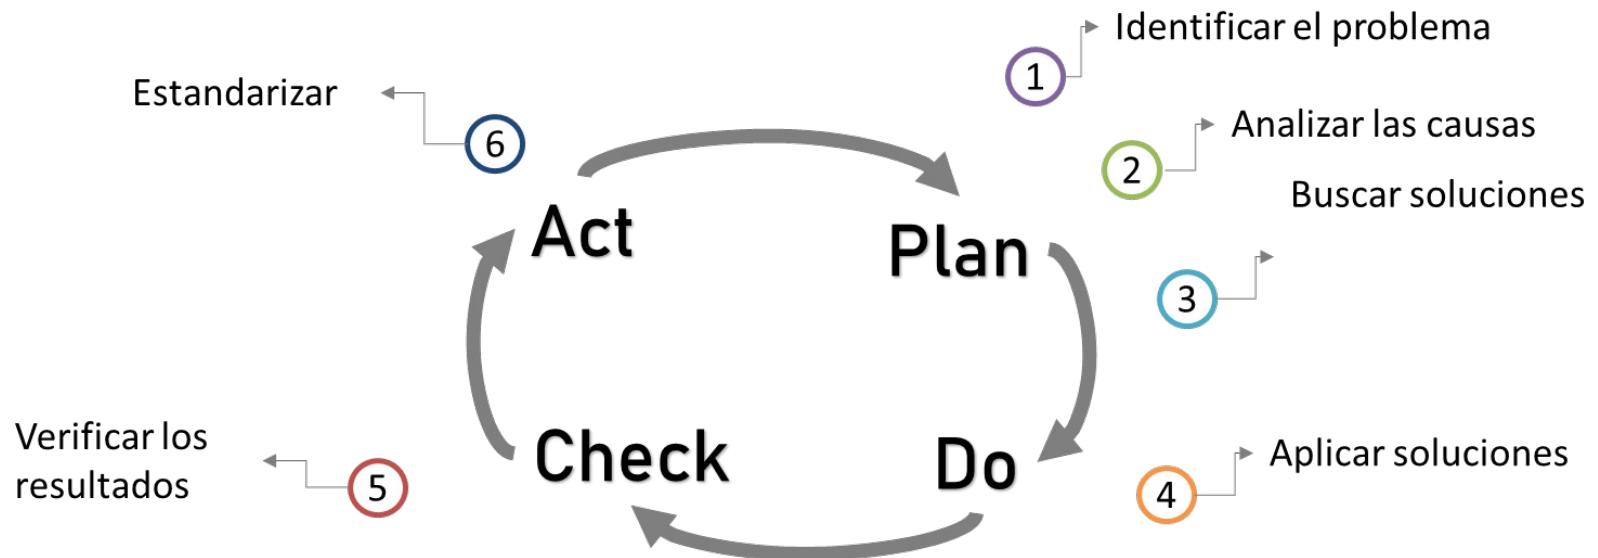 1
Identificar el problema
2
Analizar las causas
3
Buscar soluciones
Plan
Do
4
Aplicar soluciones
Check
5
Verificar los
resultados
Act
6
Estandarizar